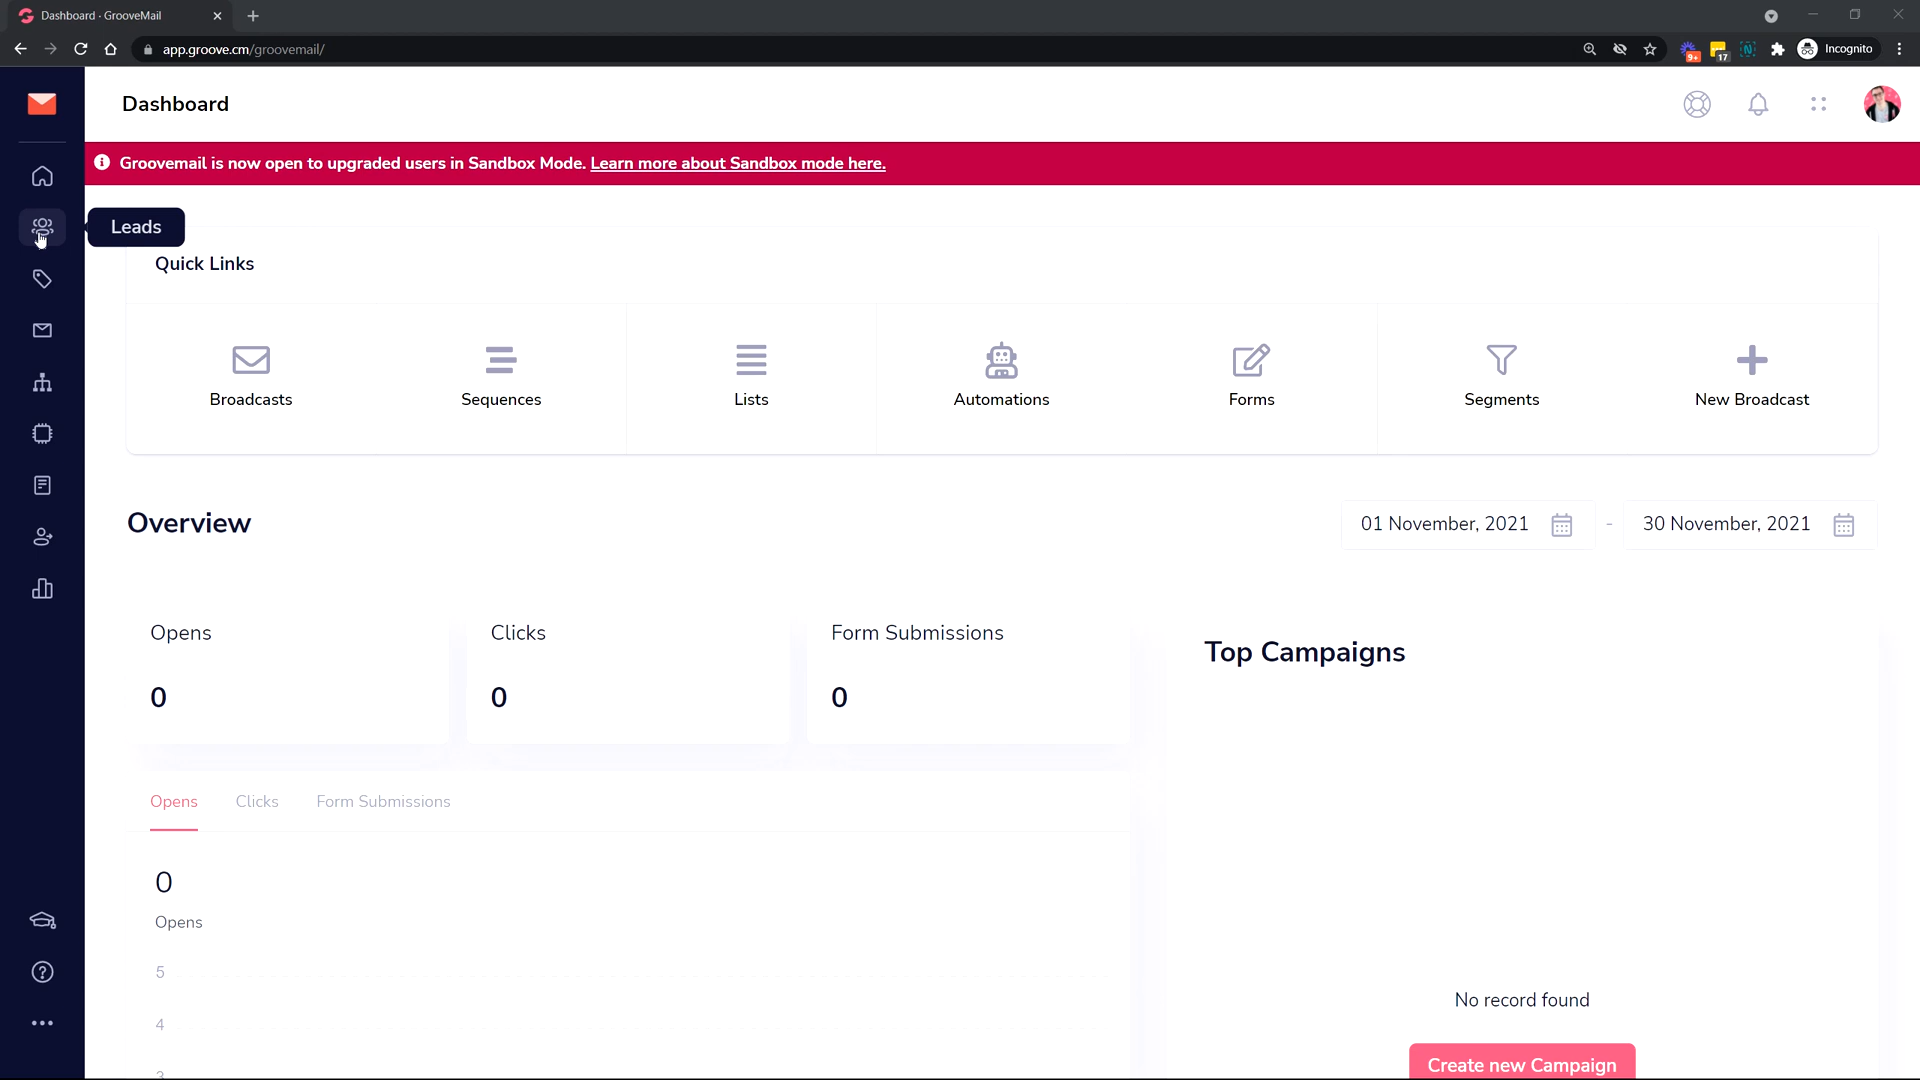 Dashboard · GrooveMail
app.groove.cm/groovemail/
9+
17
N
Incognito
Dashboard
Groovemail is now open to upgraded users in Sandbox Mode. Learn more about Sandbox mode here.
Leads
Quick Links
Broadcasts
Sequences
Lists
Automations
Forms
Segments
New Broadcast
Overview
01 November, 2021
-
30 November, 2021
Opens
Clicks
Form Submissions
0
0
0
Top Campaigns
Opens
Clicks
Form Submissions
0
Opens
5
4
3
No record found
Create new Campaign